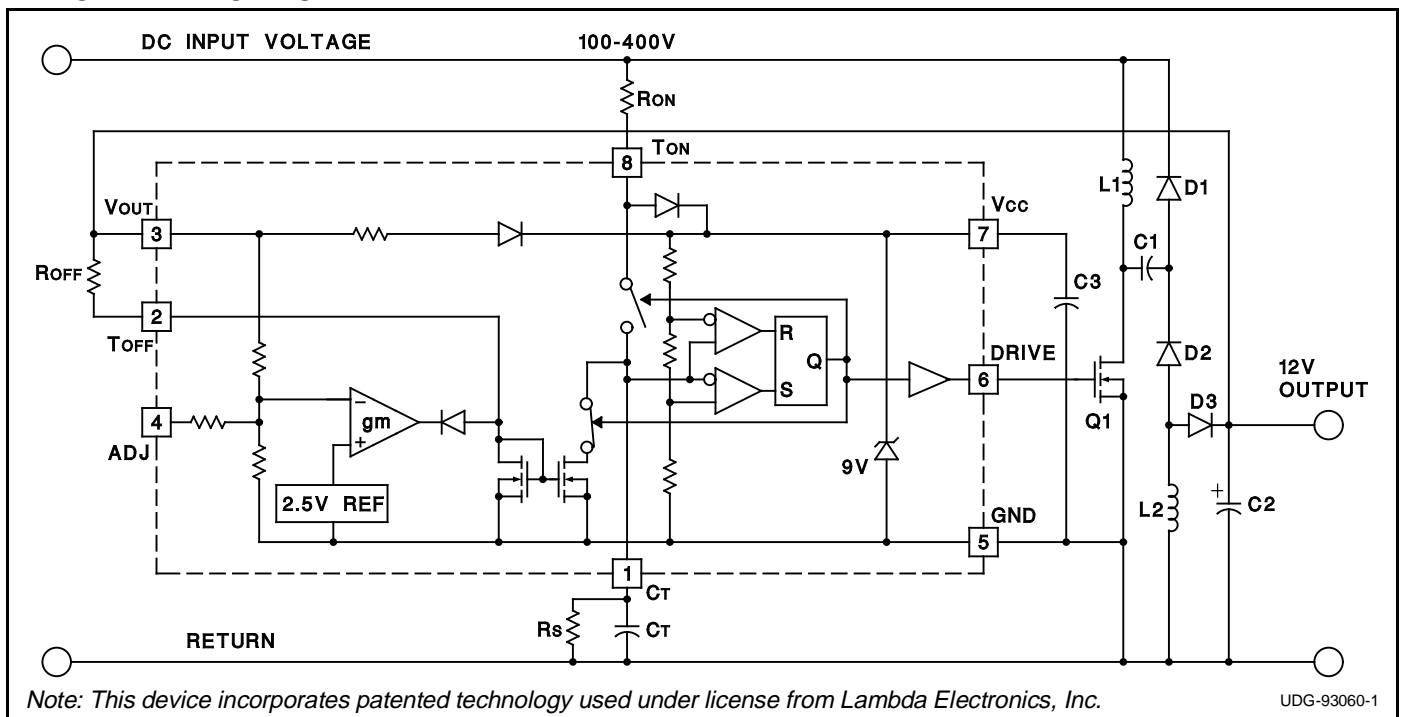 DC INPUT VOLTAGE
100-400V
RON
TON
8
L1
D1
VOUT
VCC
3
7
C1
ROFF
C3
2
TOFF
R
Q
S
DRIVE
6
D2
12V
OUTPUT
D3
4
ADJ
gm
−
+
Q1
9V
2.5V REF
GND
5
L2
+
C2
1
CT
RS
CT
RETURN
Note: This device incorporates patented technology used under license from Lambda Electronics, Inc.
UDG-93060-1